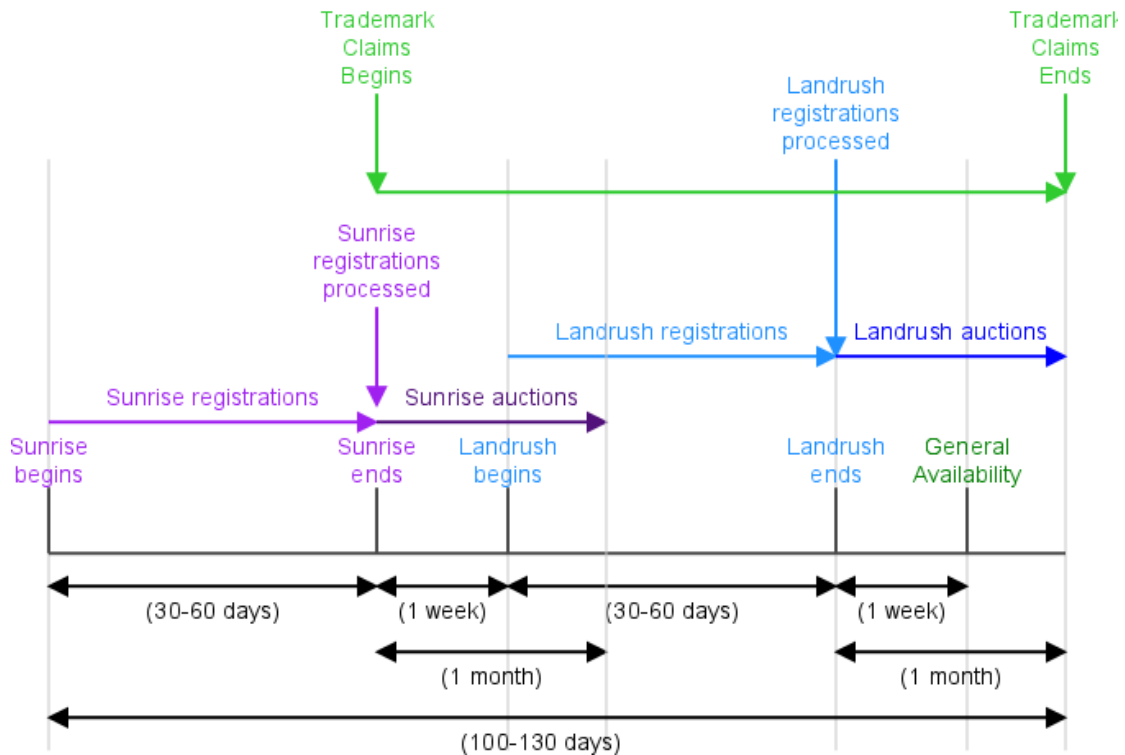 Trademark
Claims
Begins
Trademark
Claims
Ends
Landrush
registrations
processed
Sunrise
registrations
processed
Landrush registrations
Landrush auctions
Sunrise registrations
Sunrise auctions
Sunrise
begins
Sunrise
ends
Landrush
begins
Landrush
ends
General
Availability
(30-60 days)
(1 week)
(30-60 days)
(1 week)
(1 month)
(1 month)
(100-130 days)